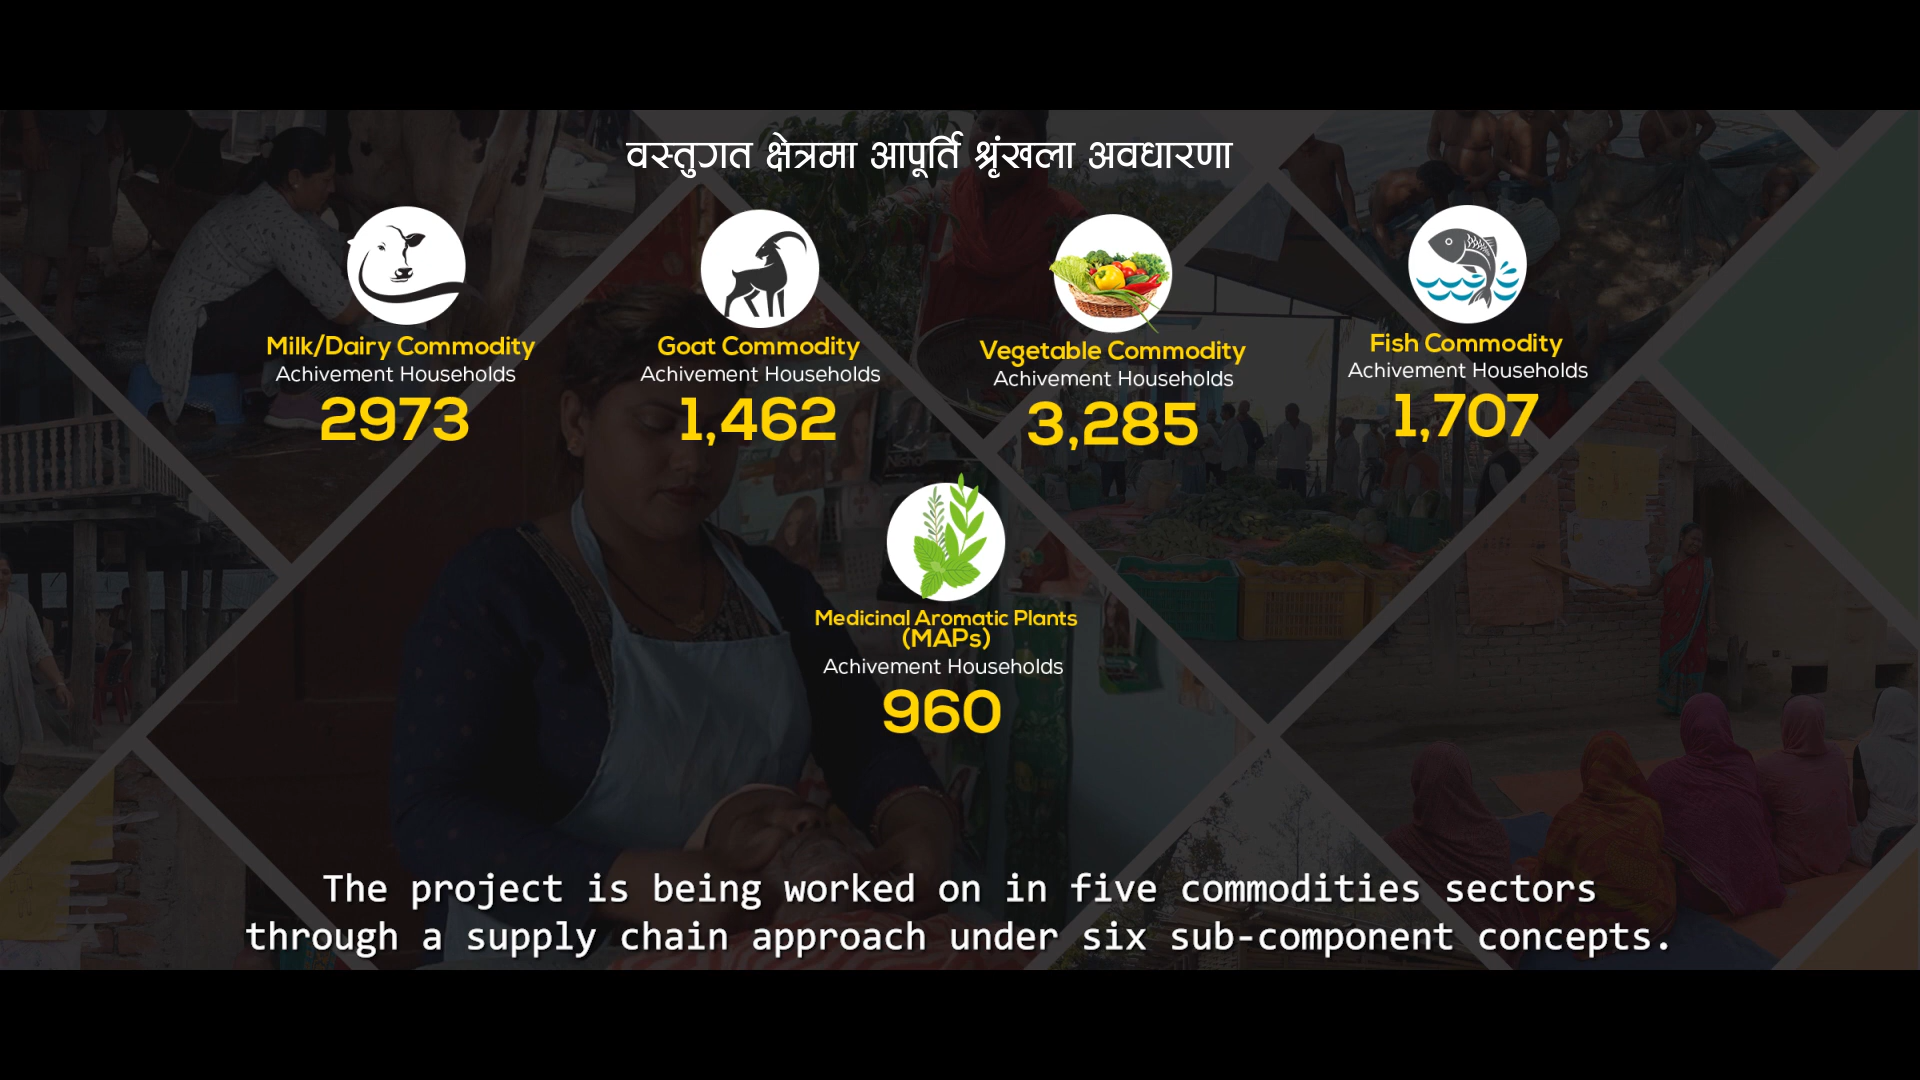 वस्तुगत क्षेत्रमा आपूर्ति श्रृंखला अवधारणा
Milk/Dairy Commodity
Achivement Households
2973
Goat Commodity
Achivement Households
1,462
Vegetable Commodity
Achivement Households
3,285
Fish Commodity
Achivement Households
1,707
Medicinal Aromatic Plants
(MAPs)
Achivement Households
960
The project is being worked on in five commodities sectors
through a supply chain approach under six sub-component concepts.